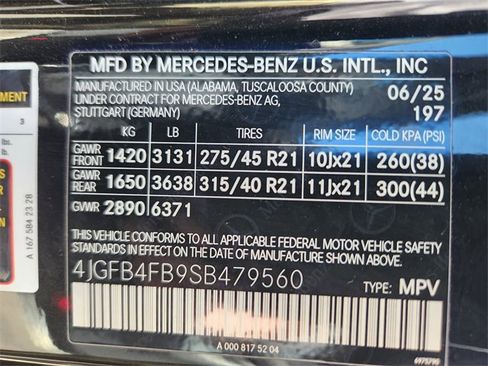 MFD BY MERCEDES-BENZ U.S. INTL., INC
MANUFACTURED IN USA (ALABAMA, TUSCALOOSA COUNTY) 06/25
UNDER CONTRACT FOR MERCEDES-BENZ AG,
STUTTGART (GERMANY) 197
KG LB TIRES RIM SIZE COLD KPA(PSI)
GAWR FRONT 1420 3131 275/45 R21 10Jx21 260(38)
GAWR REAR 1650 3638 315/40 R21 11Jx21 300(44)
GVWR 2890 6371
THIS VEHICLE CONFORMS TO ALL APPLICABLE FEDERAL MOTOR VEHICLE SAFETY
STANDARDS IN EFFECT ON THE DATE OF MANUFACTURE SHOWN ABOVE.
4JGFB4FB9SB479560
TYPE: MPV
A 000 817 52 04
6975790
3
lbs.
A 167 584 23 28